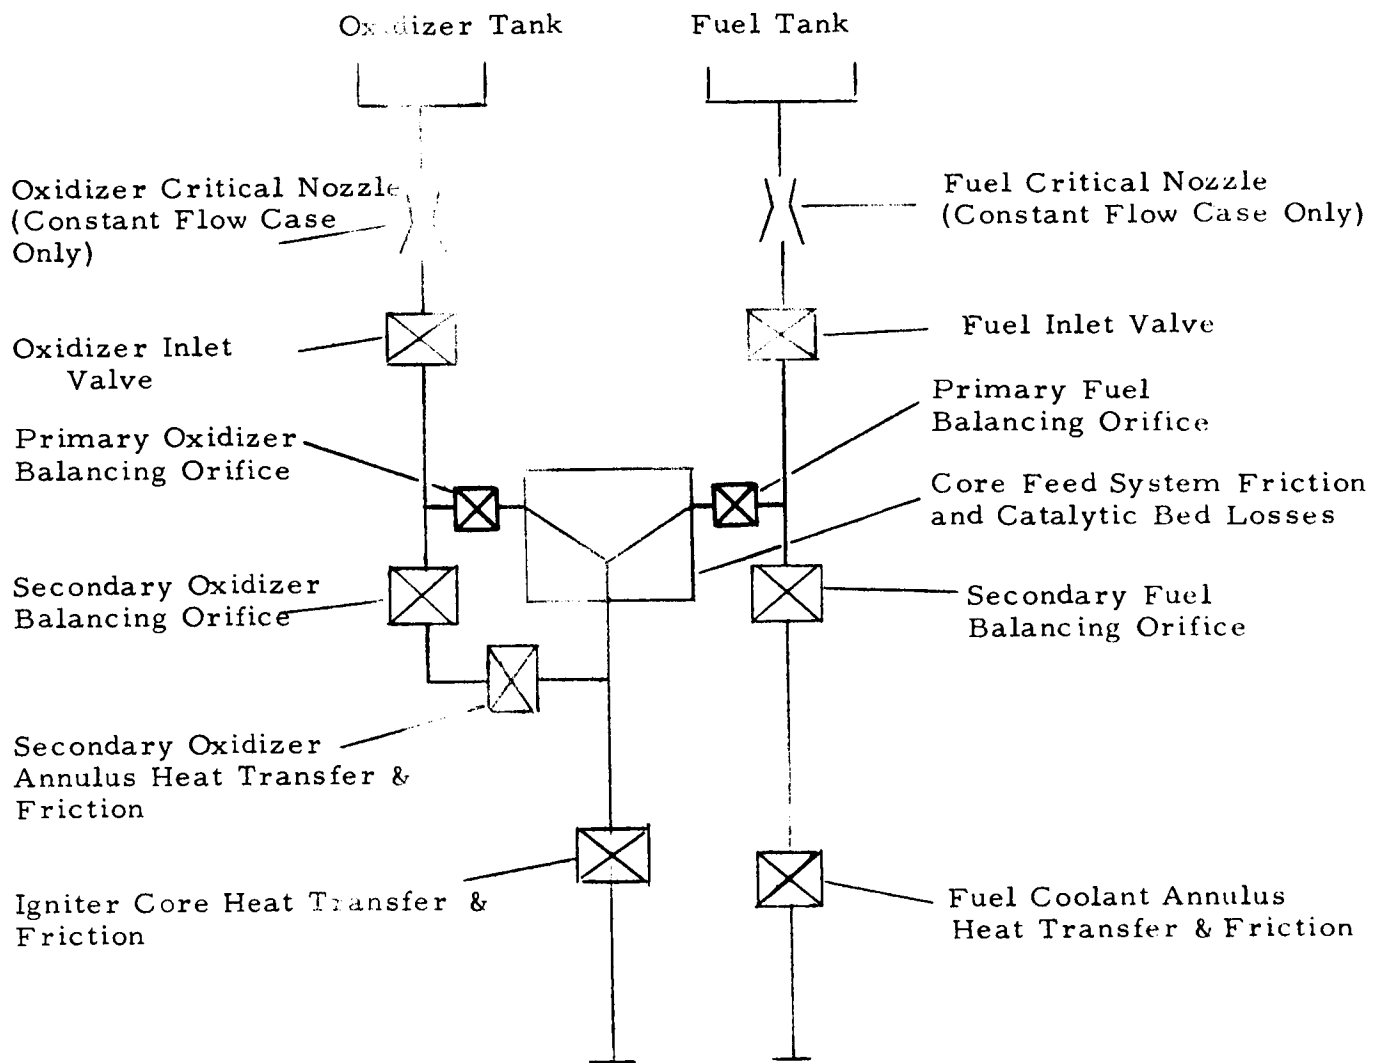 Oxidizer Tank
Fuel Tank
Oxidizer Critical Nozzle
(Constant Flow Case
Only)
Fuel Critical Nozzle
(Constant Flow Case Only)
Oxidizer Inlet
Valve
Fuel Inlet Valve
Primary Oxidizer
Balancing Orifice
Primary Fuel
Balancing Orifice
Core Feed System Friction
and Catalytic Bed Losses
Secondary Oxidizer
Balancing Orifice
Secondary Fuel
Balancing Orifice
Secondary Oxidizer
Annulus Heat Transfer &
Friction
Igniter Core Heat Transfer &
Friction
Fuel Coolant Annulus
Heat Transfer & Friction